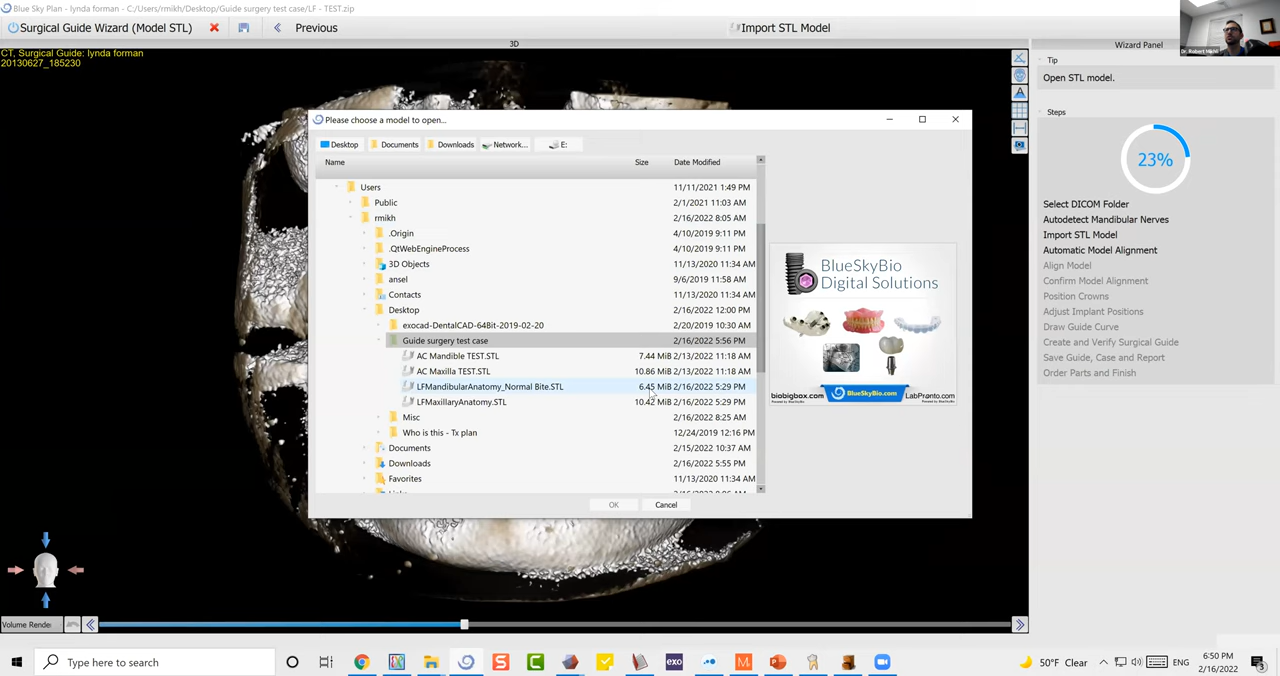 Blue Sky Plan - lynda forman - C:/Users/rmikh/Desktop/Guide surgery test case/LF - TEST.zip
Surgical Guide Wizard (Model STL)
Previous
Import STL Model
3D
CT, Surgical Guide: lynda forman
20130627_185230
Dr. Robert Mikhli
Wizard Panel
Tip
Open STL model.
Steps
23%
Select DICOM Folder
Autodetect Mandibular Nerves
Import STL Model
Automatic Model Alignment
Align Model
Confirm Model Alignment
Position Crowns
Adjust Implant Positions
Draw Guide Curve
Create and Verify Surgical Guide
Save Guide, Case and Report
Order Parts and Finish
Please choose a model to open...
Desktop Documents Downloads Network... E:
Name Size Date Modified
Users 11/11/2021 1:49 PM
Public 2/1/2021 11:03 AM
rmikh 2/16/2022 8:05 AM
.Origin 4/10/2019 9:11 PM
.QtWebEngineProcess 4/10/2019 9:11 PM
3D Objects 11/13/2020 11:34 AM
ansel 9/6/2019 11:58 AM
Contacts 11/13/2020 11:34 AM
Desktop 2/16/2022 12:00 PM
exocad-DentalCAD-64Bit-2019-02-20 2/20/2019 10:30 AM
Guide surgery test case 2/16/2022 5:56 PM
AC Mandible TEST.STL 7.44 MiB 2/13/2022 11:18 AM
AC Maxilla TEST.STL 10.86 MiB 2/13/2022 11:18 AM
LFMandibularAnatomy_Normal Bite.STL 6.45 MiB 2/16/2022 5:29 PM
LFMaxillaryAnatomy.STL 10.42 MiB 2/16/2022 5:29 PM
Misc 2/16/2022 8:25 AM
Who is this - Tx plan 12/24/2019 12:16 PM
Documents 2/15/2022 10:37 AM
Downloads 2/16/2022 5:55 PM
Favorites 11/13/2020 11:34 AM
OK Cancel
BlueSkyBio
Digital Solutions
biobigbox.com BlueSkyBio.com LabPronto.com
Volume Rende
Type here to search
exo
50°F Clear
ENG
6:50 PM
2/16/2022
3